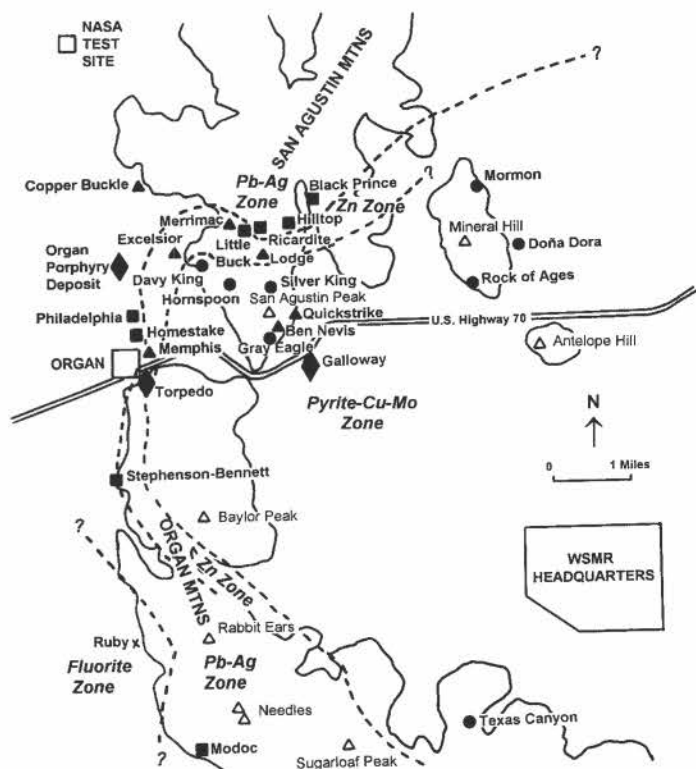 NASA
TEST
SITE
SAN AGUSTIN MTNS
?
Copper Buckle
Pb-Ag
Zone
Black Prince
Zn Zone
?
Mormon
Merrimac
Hilltop
Mineral Hill
Excelsior
Little
Buck
Ricardite
Lodge
Doña Dora
Organ
Porphyry
Deposit
Davy King
Hornspoon
Silver King
San Agustin Peak
Rock of Ages
Philadelphia
Quickstrike
U.S. Highway 70
Homestake
Ben Nevis
Antelope Hill
ORGAN
Memphis
Gray Eagle
Galloway
Torpedo
Pyrite-Cu-Mo
Zone
N
0 1 Miles
Stephenson-Bennett
Baylor Peak
?
ORGAN MTNS
Zn Zone
WSMR
HEADQUARTERS
Rabbit Ears
Ruby x
Fluorite
Zone
Pb-Ag
Zone
Needles
Texas Canyon
?
Modoc
Sugarloaf Peak